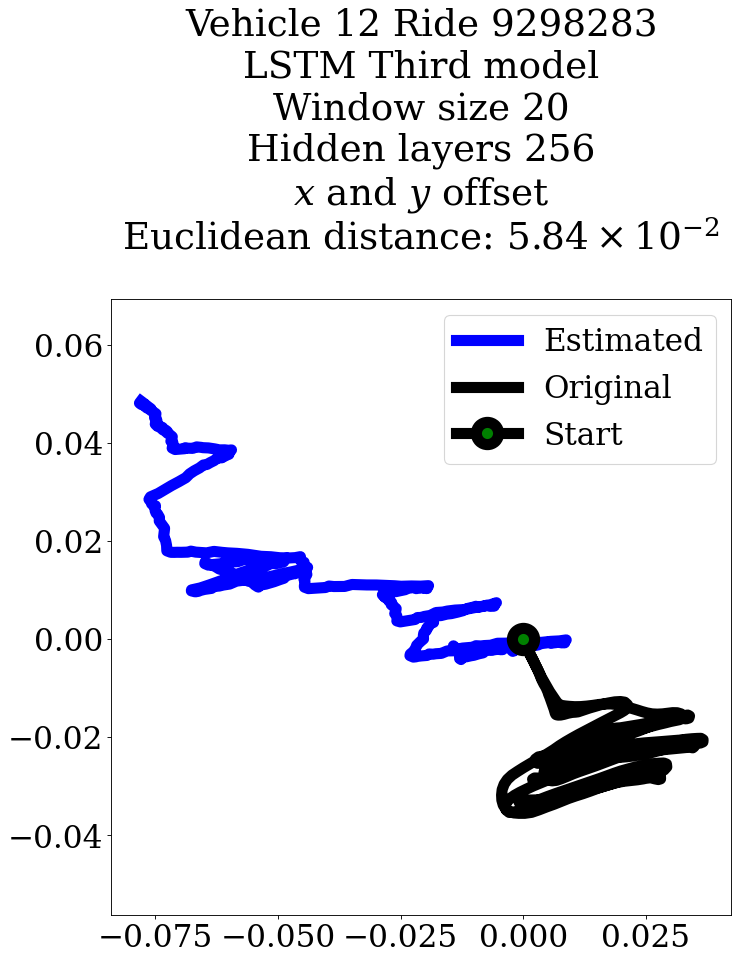 Vehicle 12 Ride 9298283
LSTM Third model
Window size 20
Hidden layers 256
x and y offset
Euclidean distance: 5.84 × 10⁻²
Estimated
Original
Start
0.06
0.04
0.02
0.00
−0.02
−0.04
−0.075 −0.050 −0.025 0.000 0.025